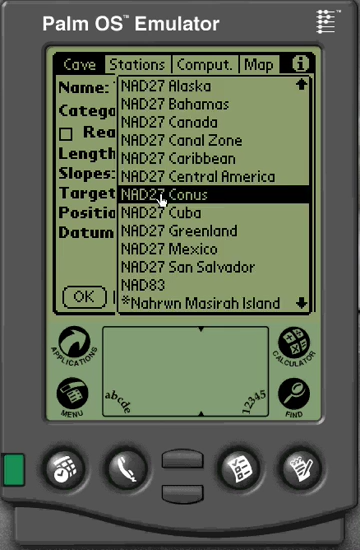 Palm OS™ Emulator
Cave Stations Comput. Map i
Name:
Catego
Rea
Length
Slopes:
Target
Positio
Datum
NAD27 Alaska
NAD27 Bahamas
NAD27 Canada
NAD27 Canal Zone
NAD27 Caribbean
NAD27 Central America
NAD27 Conus
NAD27 Cuba
NAD27 Greenland
NAD27 Mexico
NAD27 San Salvador
NAD83
*Nahrwn Masirah Island
OK
APPLICATIONS
MENU
abcde
12345
CALCULATOR
FIND